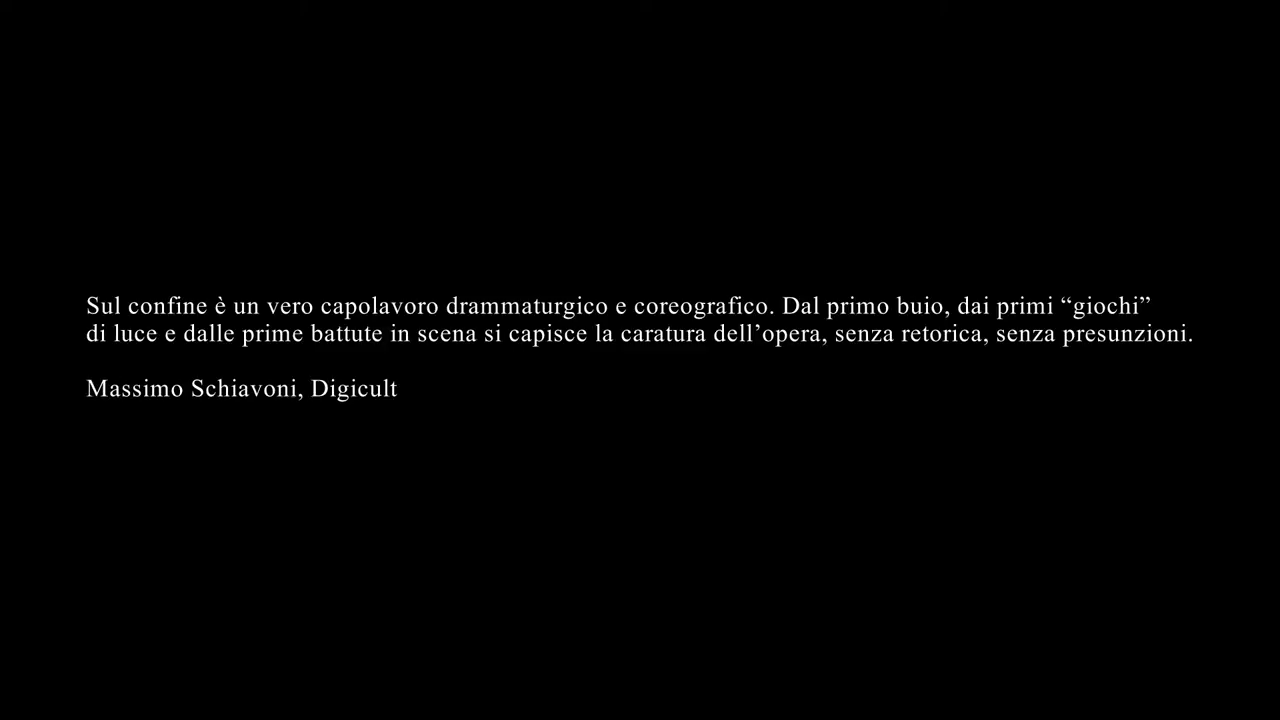 Sul confine è un vero capolavoro drammaturgico e coreografico. Dal primo buio, dai primi “giochi”
di luce e dalle prime battute in scena si capisce la caratura dell’opera, senza retorica, senza presunzioni.
Massimo Schiavoni, Digicult